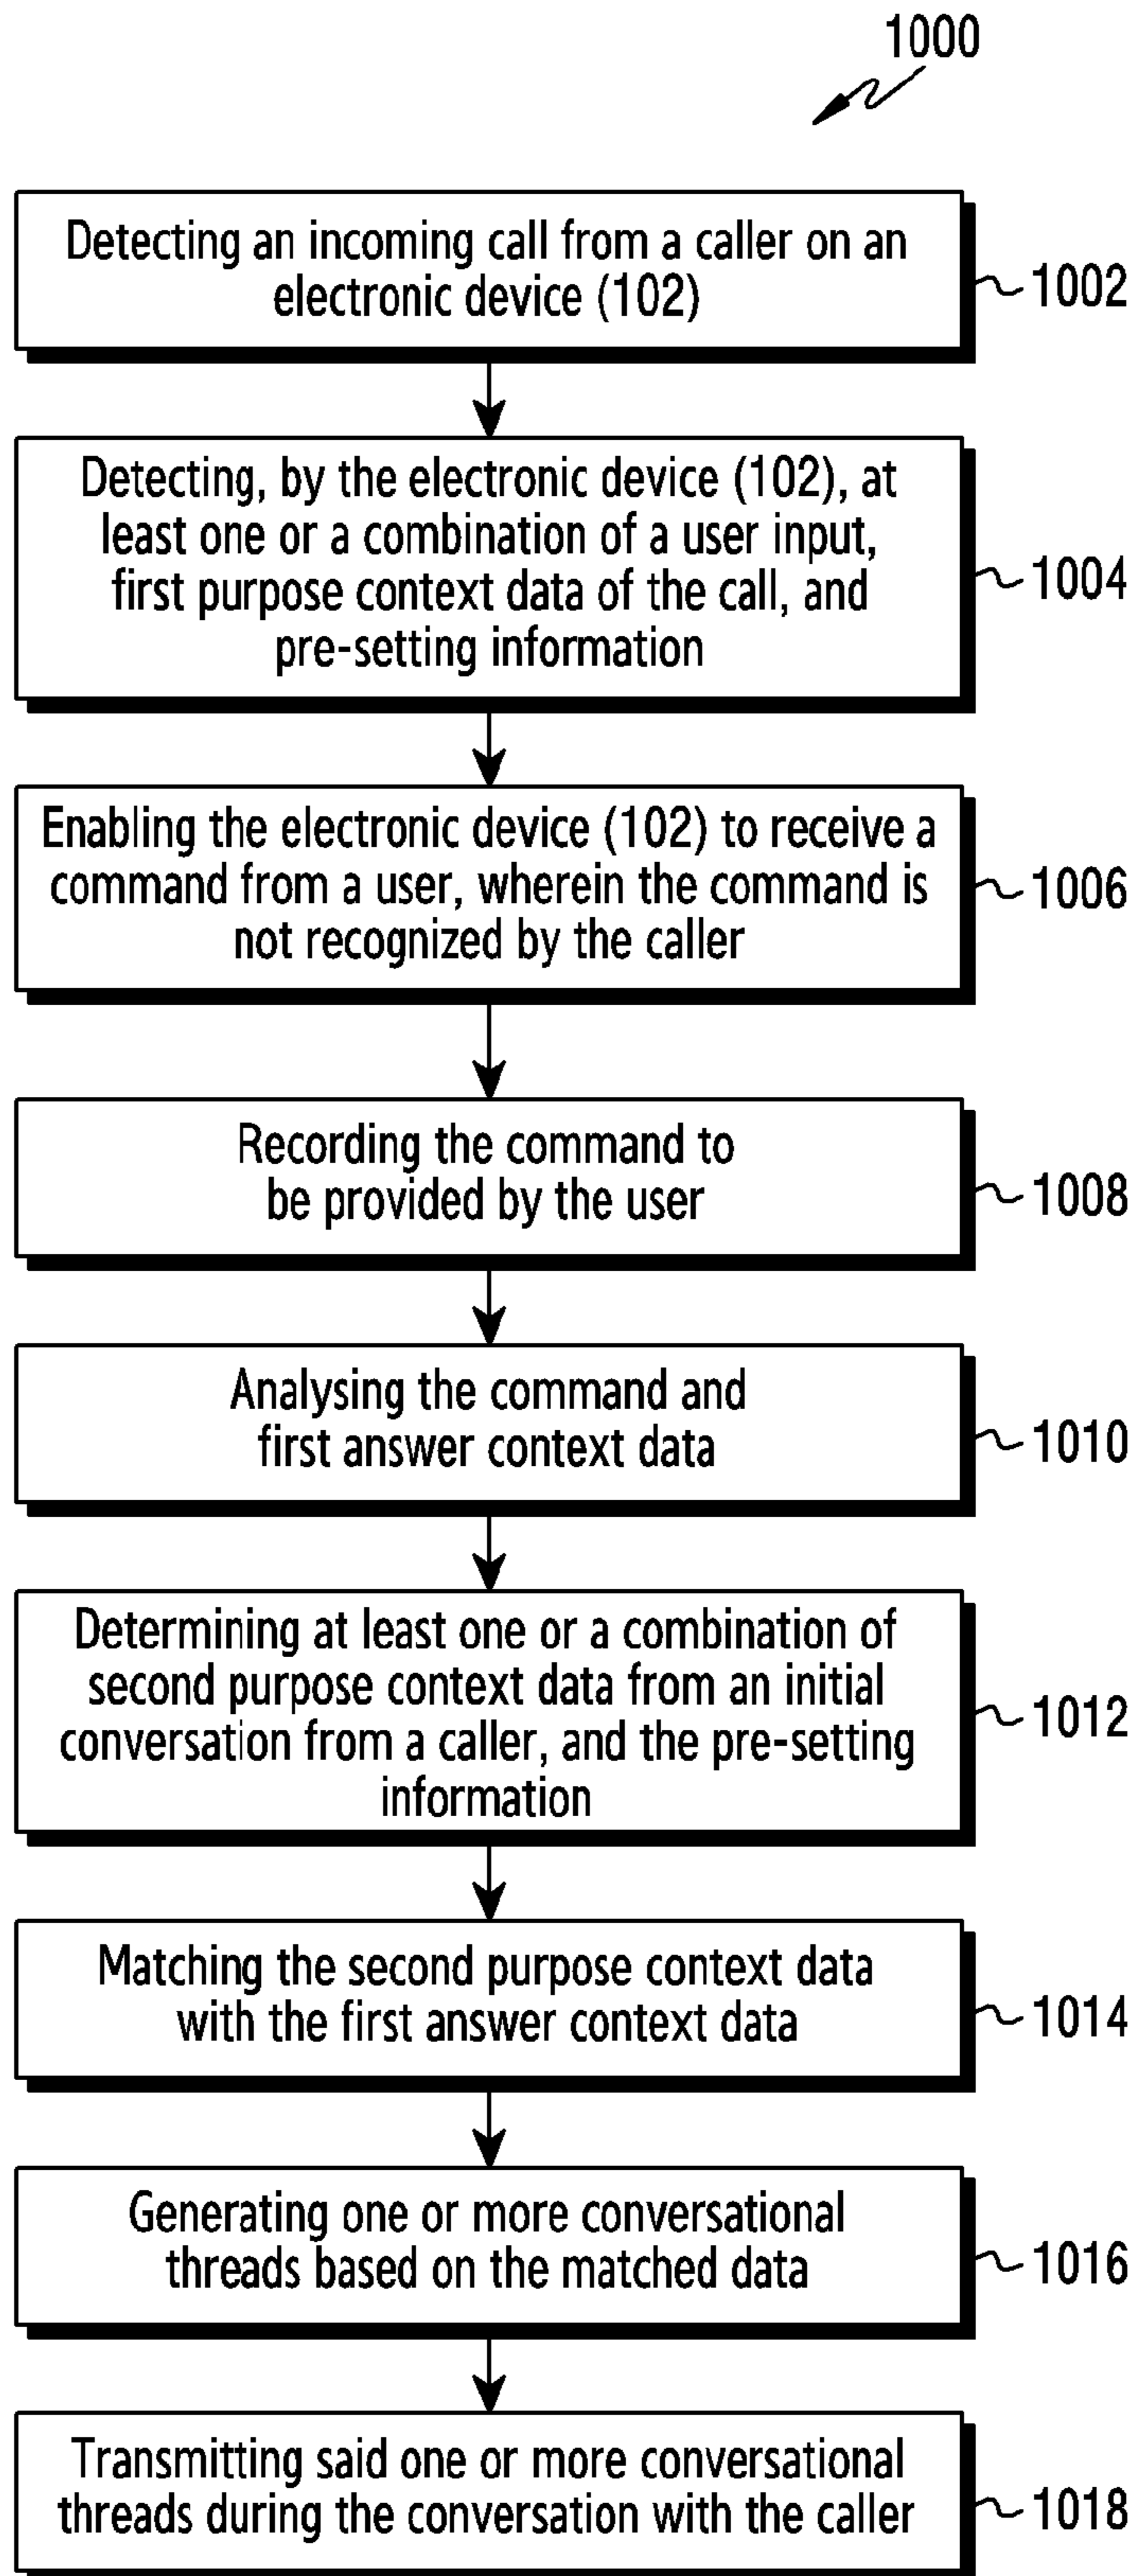 1000
Detecting an incoming call from a caller on an
electronic device (102)
1002
Detecting, by the electronic device (102), at
least one or a combination of a user input,
first purpose context data of the call, and
pre-setting information
1004
Enabling the electronic device (102) to receive a
command from a user, wherein the command is
not recognized by the caller
1006
Recording the command to
be provided by the user
1008
Analysing the command and
first answer context data
1010
Determining at least one or a combination of
second purpose context data from an initial
conversation from a caller, and the pre-setting
information
1012
Matching the second purpose context data
with the first answer context data
1014
Generating one or more conversational
threads based on the matched data
1016
Transmitting said one or more conversational
threads during the conversation with the caller
1018